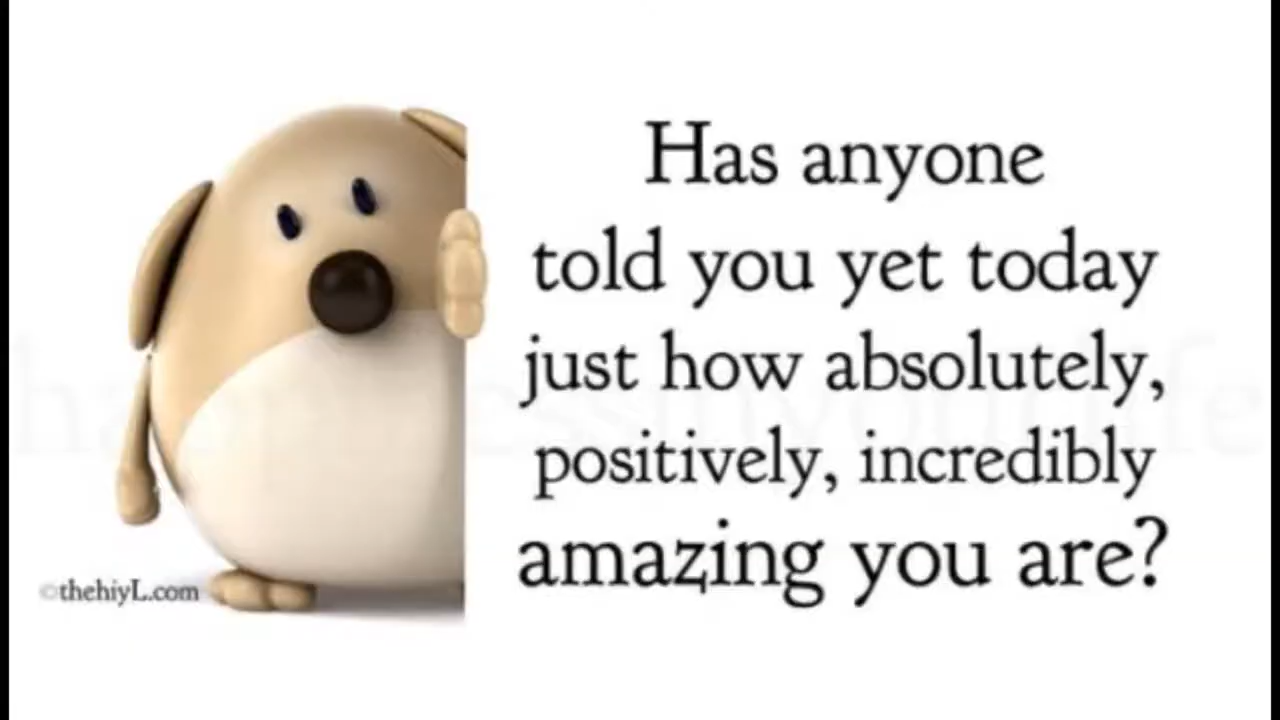 Has anyone
told you yet today
just how absolutely,
positively, incredibly
amazing you are?
©thehiyL.com